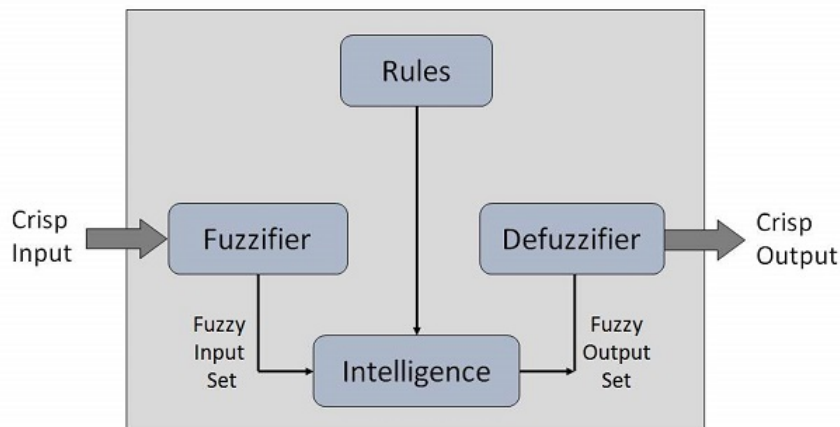 Rules
Crisp
Input
Fuzzifier
Defuzzifier
Crisp
Output
Fuzzy
Input
Set
Fuzzy
Output
Set
Intelligence